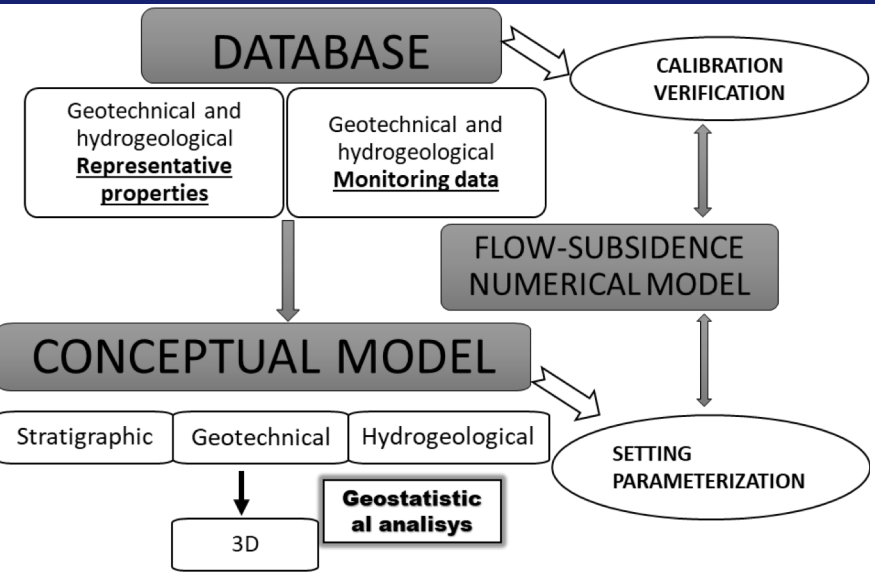 DATABASE
CALIBRATION
VERIFICATION
Geotechnical and
hydrogeological
Representative
properties
Geotechnical and
hydrogeological
Monitoring data
FLOW-SUBSIDENCE
NUMERICAL MODEL
CONCEPTUAL MODEL
Stratigraphic
Geotechnical
Hydrogeological
SETTING
PARAMETERIZATION
Geostatistic
al analisys
3D